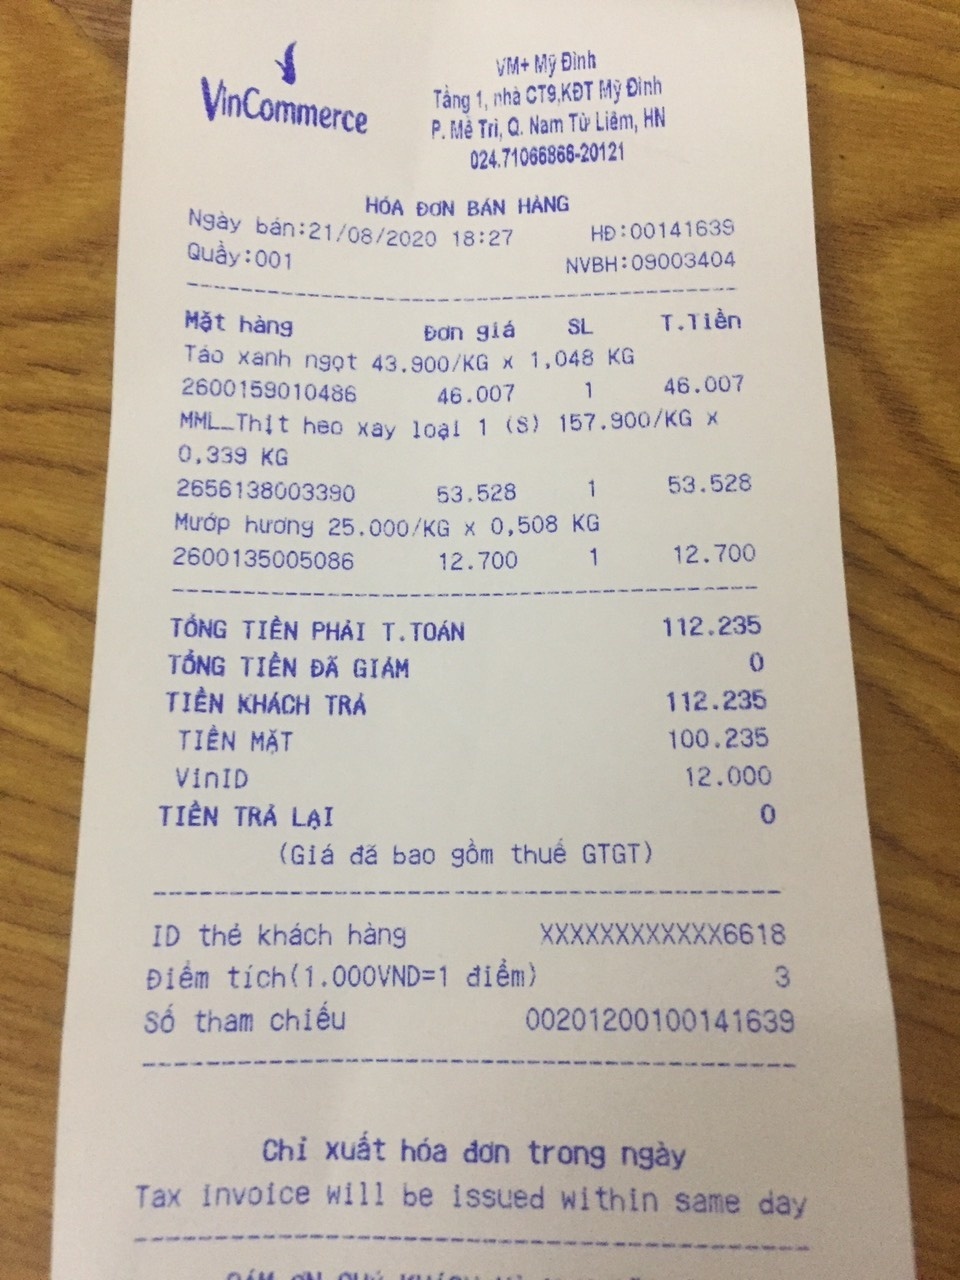 VinCommerce
VM+ Mỹ Đình
Tầng 1, nhà CT9,KĐT Mỹ Đình
P. Mễ Trì, Q. Nam Từ Liêm, HN
024.71066866-20121
HÓA ĐƠN BÁN HÀNG
Ngày bán:21/08/2020 18:27 HĐ:00141639
Quầy:001 NVBH:09003404
Mặt hàng Đơn giá SL T.Tiền
Táo xanh ngọt 43.900/KG x 1,048 KG
2600159010486 46.007 1 46.007
MML_Thịt heo xay loại 1 (S) 157.900/KG x
0,339 KG
2656138003390 53.528 1 53.528
Mướp hương 25.000/KG x 0,508 KG
2600135005086 12.700 1 12.700
TỔNG TIỀN PHẢI T.TOÁN 112.235
TỔNG TIỀN ĐÃ GIẢM 0
TIỀN KHÁCH TRẢ 112.235
TIỀN MẶT 100.235
VinID 12.000
TIỀN TRẢ LẠI 0
(Giá đã bao gồm thuế GTGT)
ID thẻ khách hàng XXXXXXXXXXXX6618
Điểm tích(1.000VND=1 điểm) 3
Số tham chiếu 00201200100141639
Chỉ xuất hóa đơn trong ngày
Tax invoice will be issued within same day